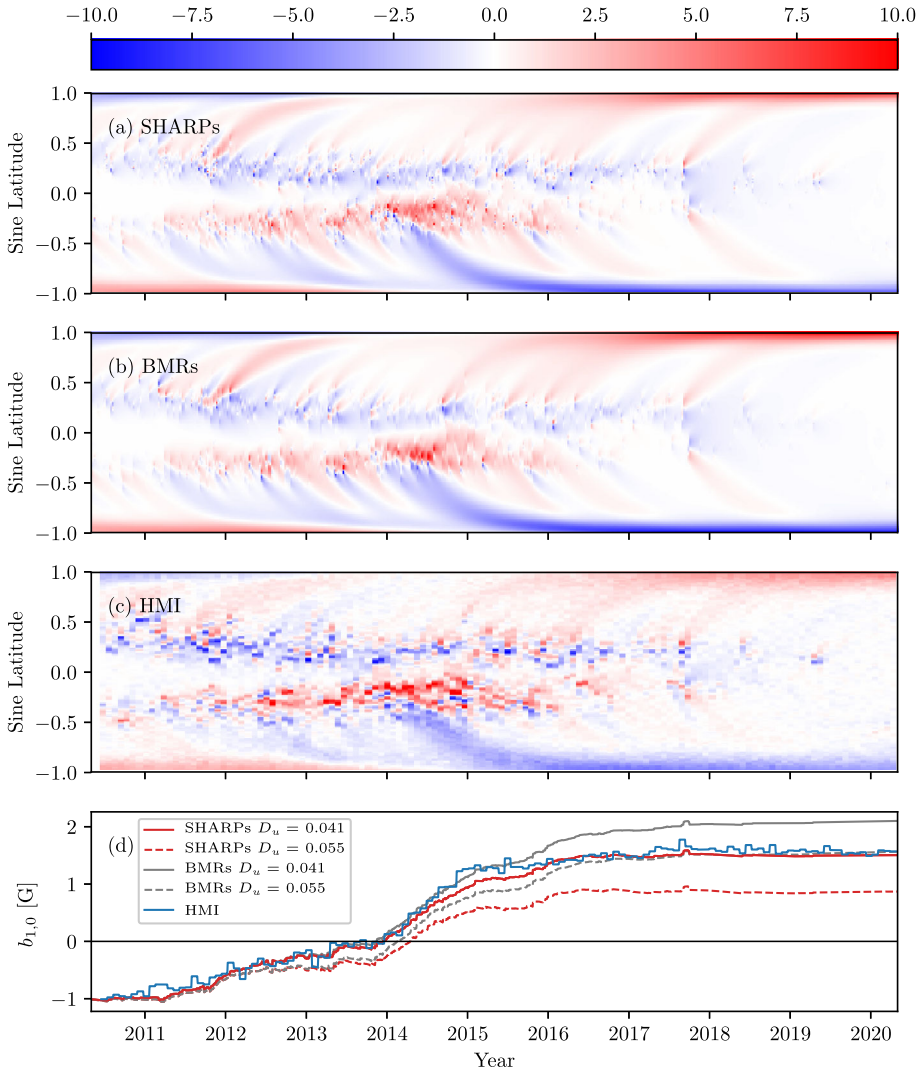 −10.0 −7.5 −5.0 −2.5 0.0 2.5 5.0 7.5 10.0
1.0
(a) SHARPs
0.5
Sine Latitude
0.0
−0.5
−1.0
1.0
(b) BMRs
0.5
Sine Latitude
0.0
−0.5
−1.0
1.0
(c) HMI
0.5
Sine Latitude
0.0
−0.5
−1.0
(d)
SHARPs Du = 0.041
SHARPs Du = 0.055
BMRs Du = 0.041
BMRs Du = 0.055
HMI
2
1
b1,0 [G]
0
−1
2011 2012 2013 2014 2015 2016 2017 2018 2019 2020
Year